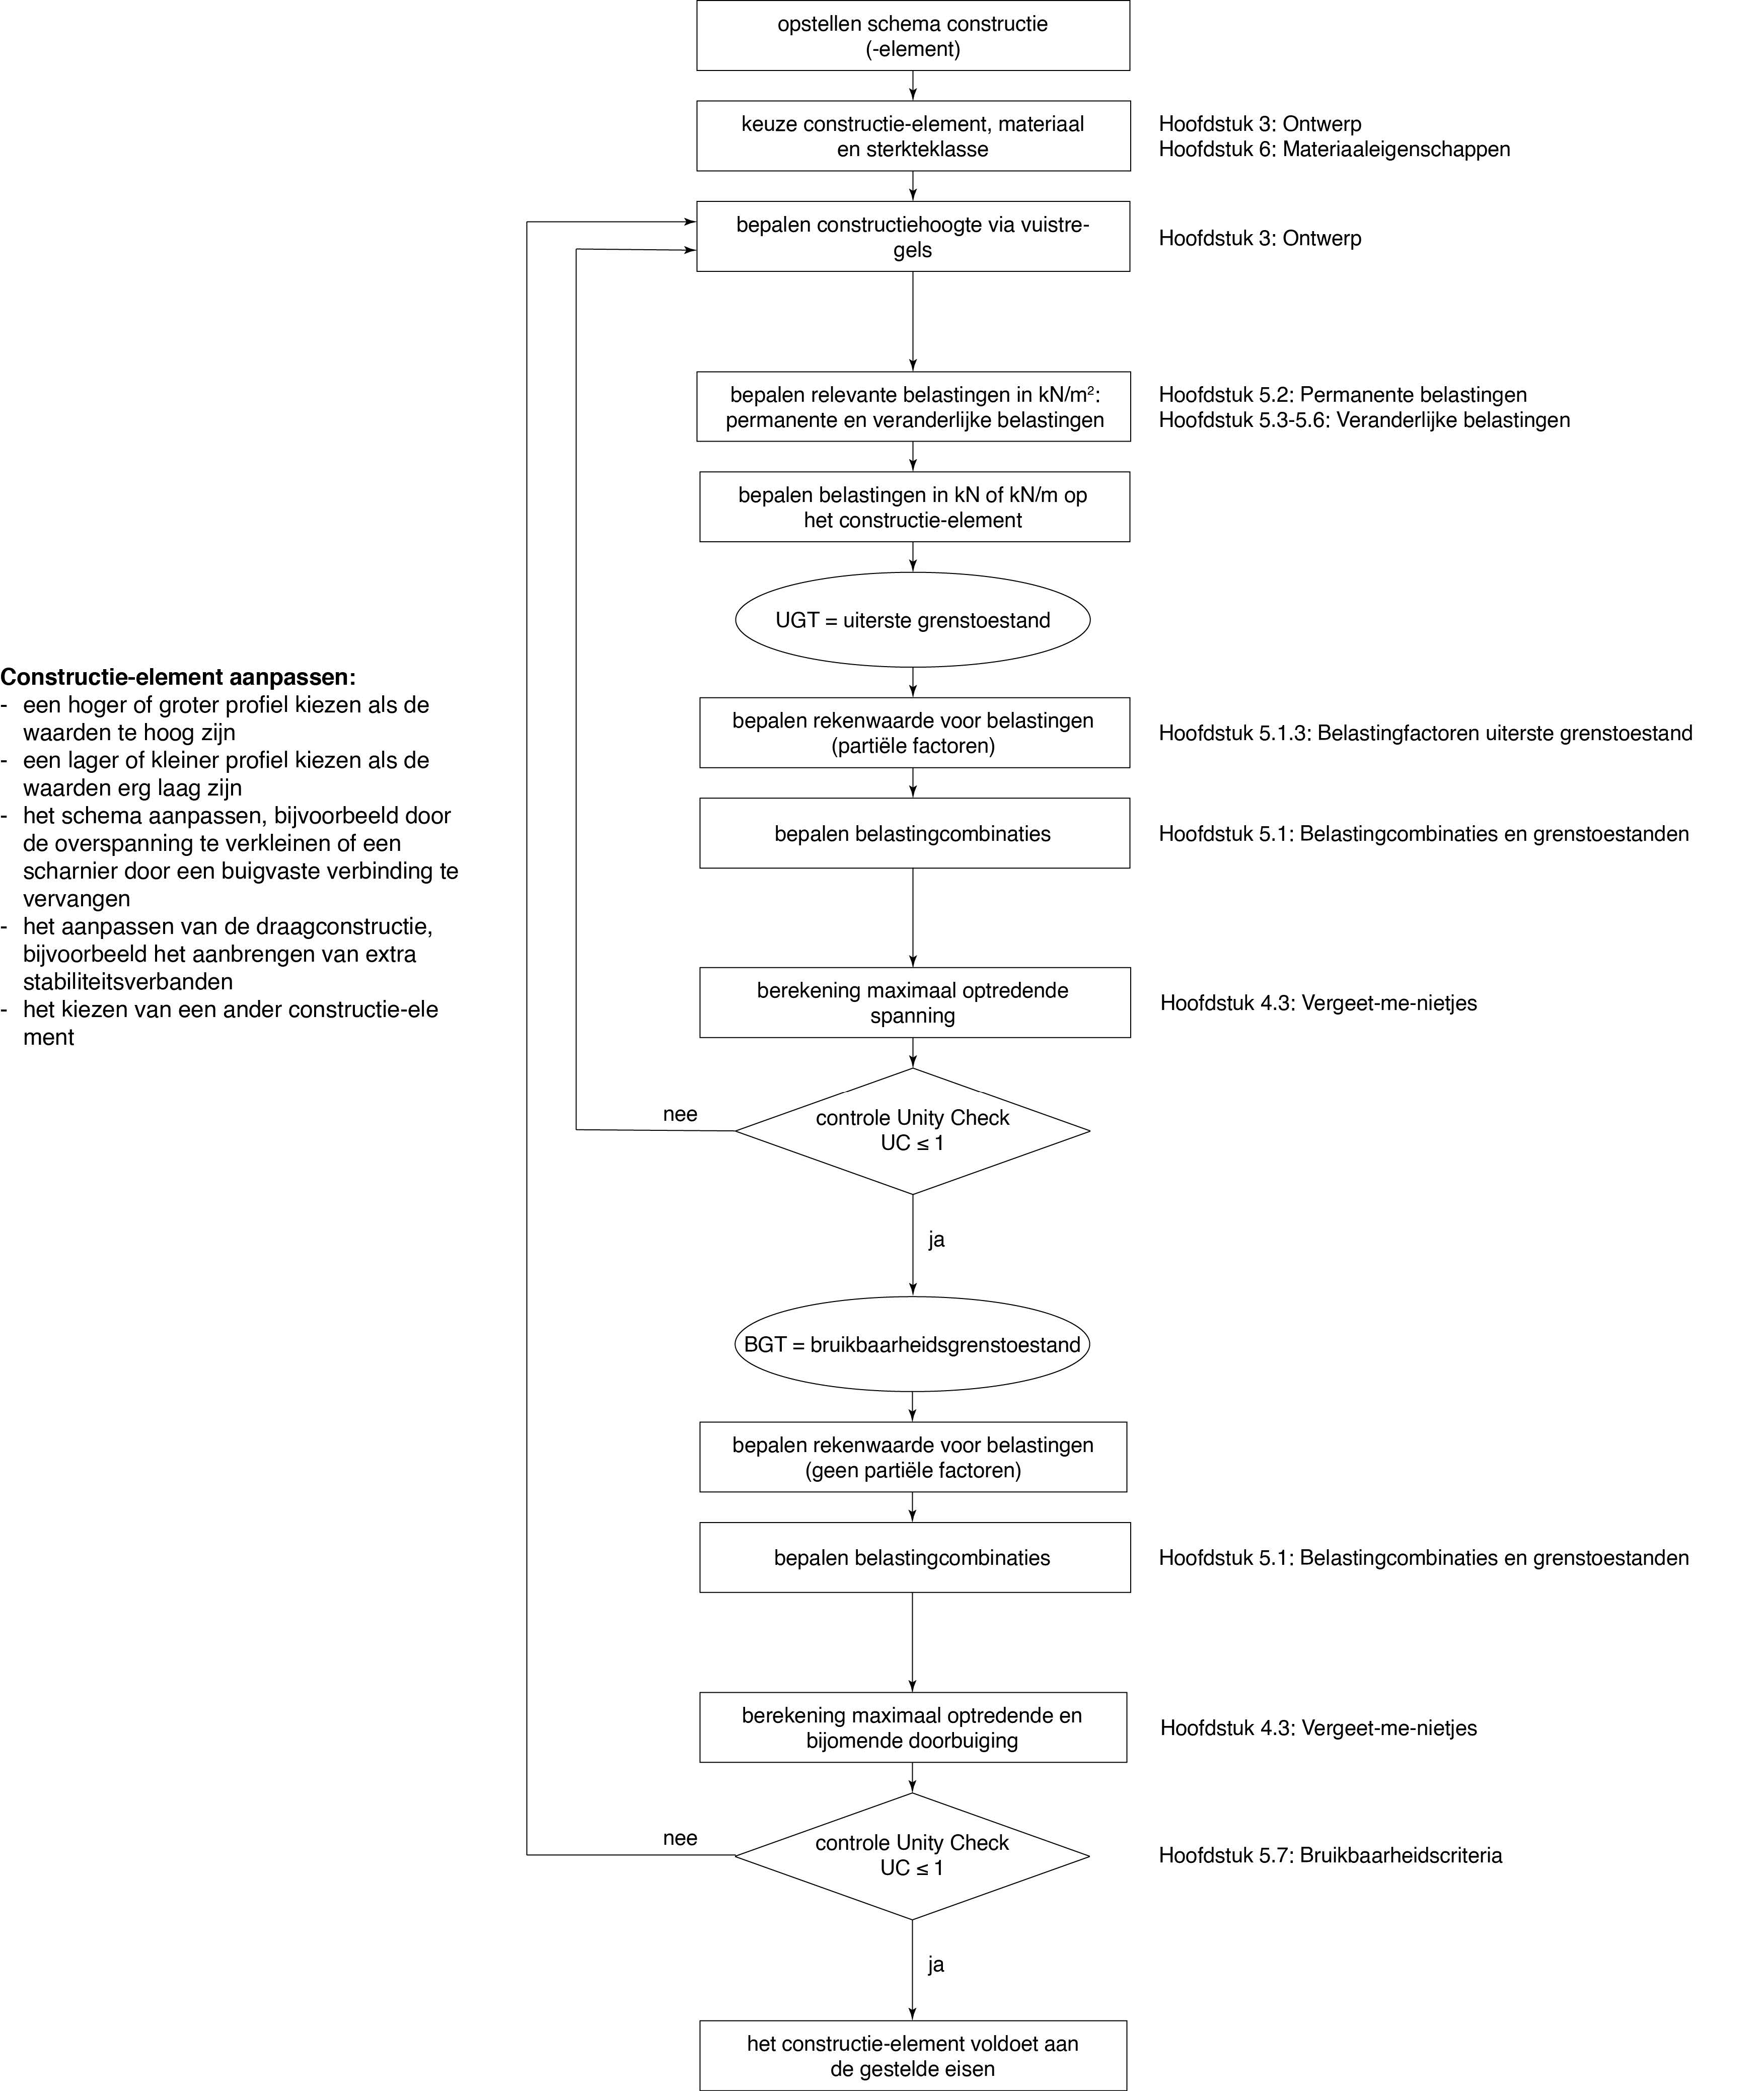 opstellen schema constructie
(-element)
keuze constructie-element, materiaal
en sterkteklasse
Hoofdstuk 3: Ontwerp
Hoofdstuk 6: Materiaaleigenschappen
bepalen constructiehoogte via vuistre-
gels
Hoofdstuk 3: Ontwerp
bepalen relevante belastingen in kN/m²:
permanente en veranderlijke belastingen
Hoofdstuk 5.2: Permanente belastingen
Hoofdstuk 5.3-5.6: Veranderlijke belastingen
bepalen belastingen in kN of kN/m op
het constructie-element
UGT = uiterste grenstoestand
Constructie-element aanpassen:
- een hoger of groter profiel kiezen als de
waarden te hoog zijn
- een lager of kleiner profiel kiezen als de
waarden erg laag zijn
- het schema aanpassen, bijvoorbeeld door
de overspanning te verkleinen of een
scharnier door een buigvaste verbinding te
vervangen
- het aanpassen van de draagconstructie,
bijvoorbeeld het aanbrengen van extra
stabiliteitsverbanden
- het kiezen van een ander constructie-ele
ment
bepalen rekenwaarde voor belastingen
(partiële factoren)
Hoofdstuk 5.1.3: Belastingfactoren uiterste grenstoestand
bepalen belastingcombinaties
Hoofdstuk 5.1: Belastingcombinaties en grenstoestanden
berekening maximaal optredende
spanning
Hoofdstuk 4.3: Vergeet-me-nietjes
nee
controle Unity Check
UC ≤ 1
ja
BGT = bruikbaarheidsgrenstoestand
bepalen rekenwaarde voor belastingen
(geen partiële factoren)
bepalen belastingcombinaties
Hoofdstuk 5.1: Belastingcombinaties en grenstoestanden
berekening maximaal optredende en
bijomende doorbuiging
Hoofdstuk 4.3: Vergeet-me-nietjes
nee
controle Unity Check
UC ≤ 1
Hoofdstuk 5.7: Bruikbaarheidscriteria
ja
het constructie-element voldoet aan
de gestelde eisen